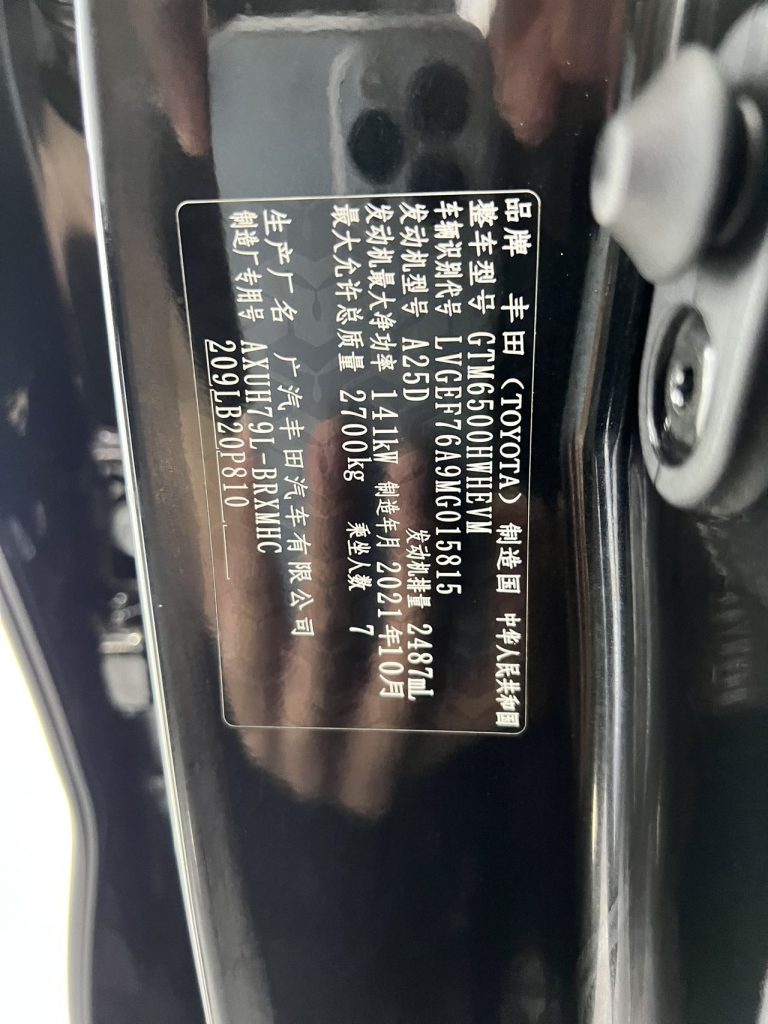 品牌 丰田（TOYOTA） 制造国 中华人民共和国
整车型号 GTM6500HWHEVM
车辆识别代号 LVGEF76A9MG015815
发动机型号 A25D 发动机排量 2487mL
发动机最大净功率 141kW 制造年月 2021年10月
最大允许总质量 2700kg 乘坐人数 7
生产厂名 广汽丰田汽车有限公司
制造厂专用号 AXUH79L-BRXMHC
209LB20P810